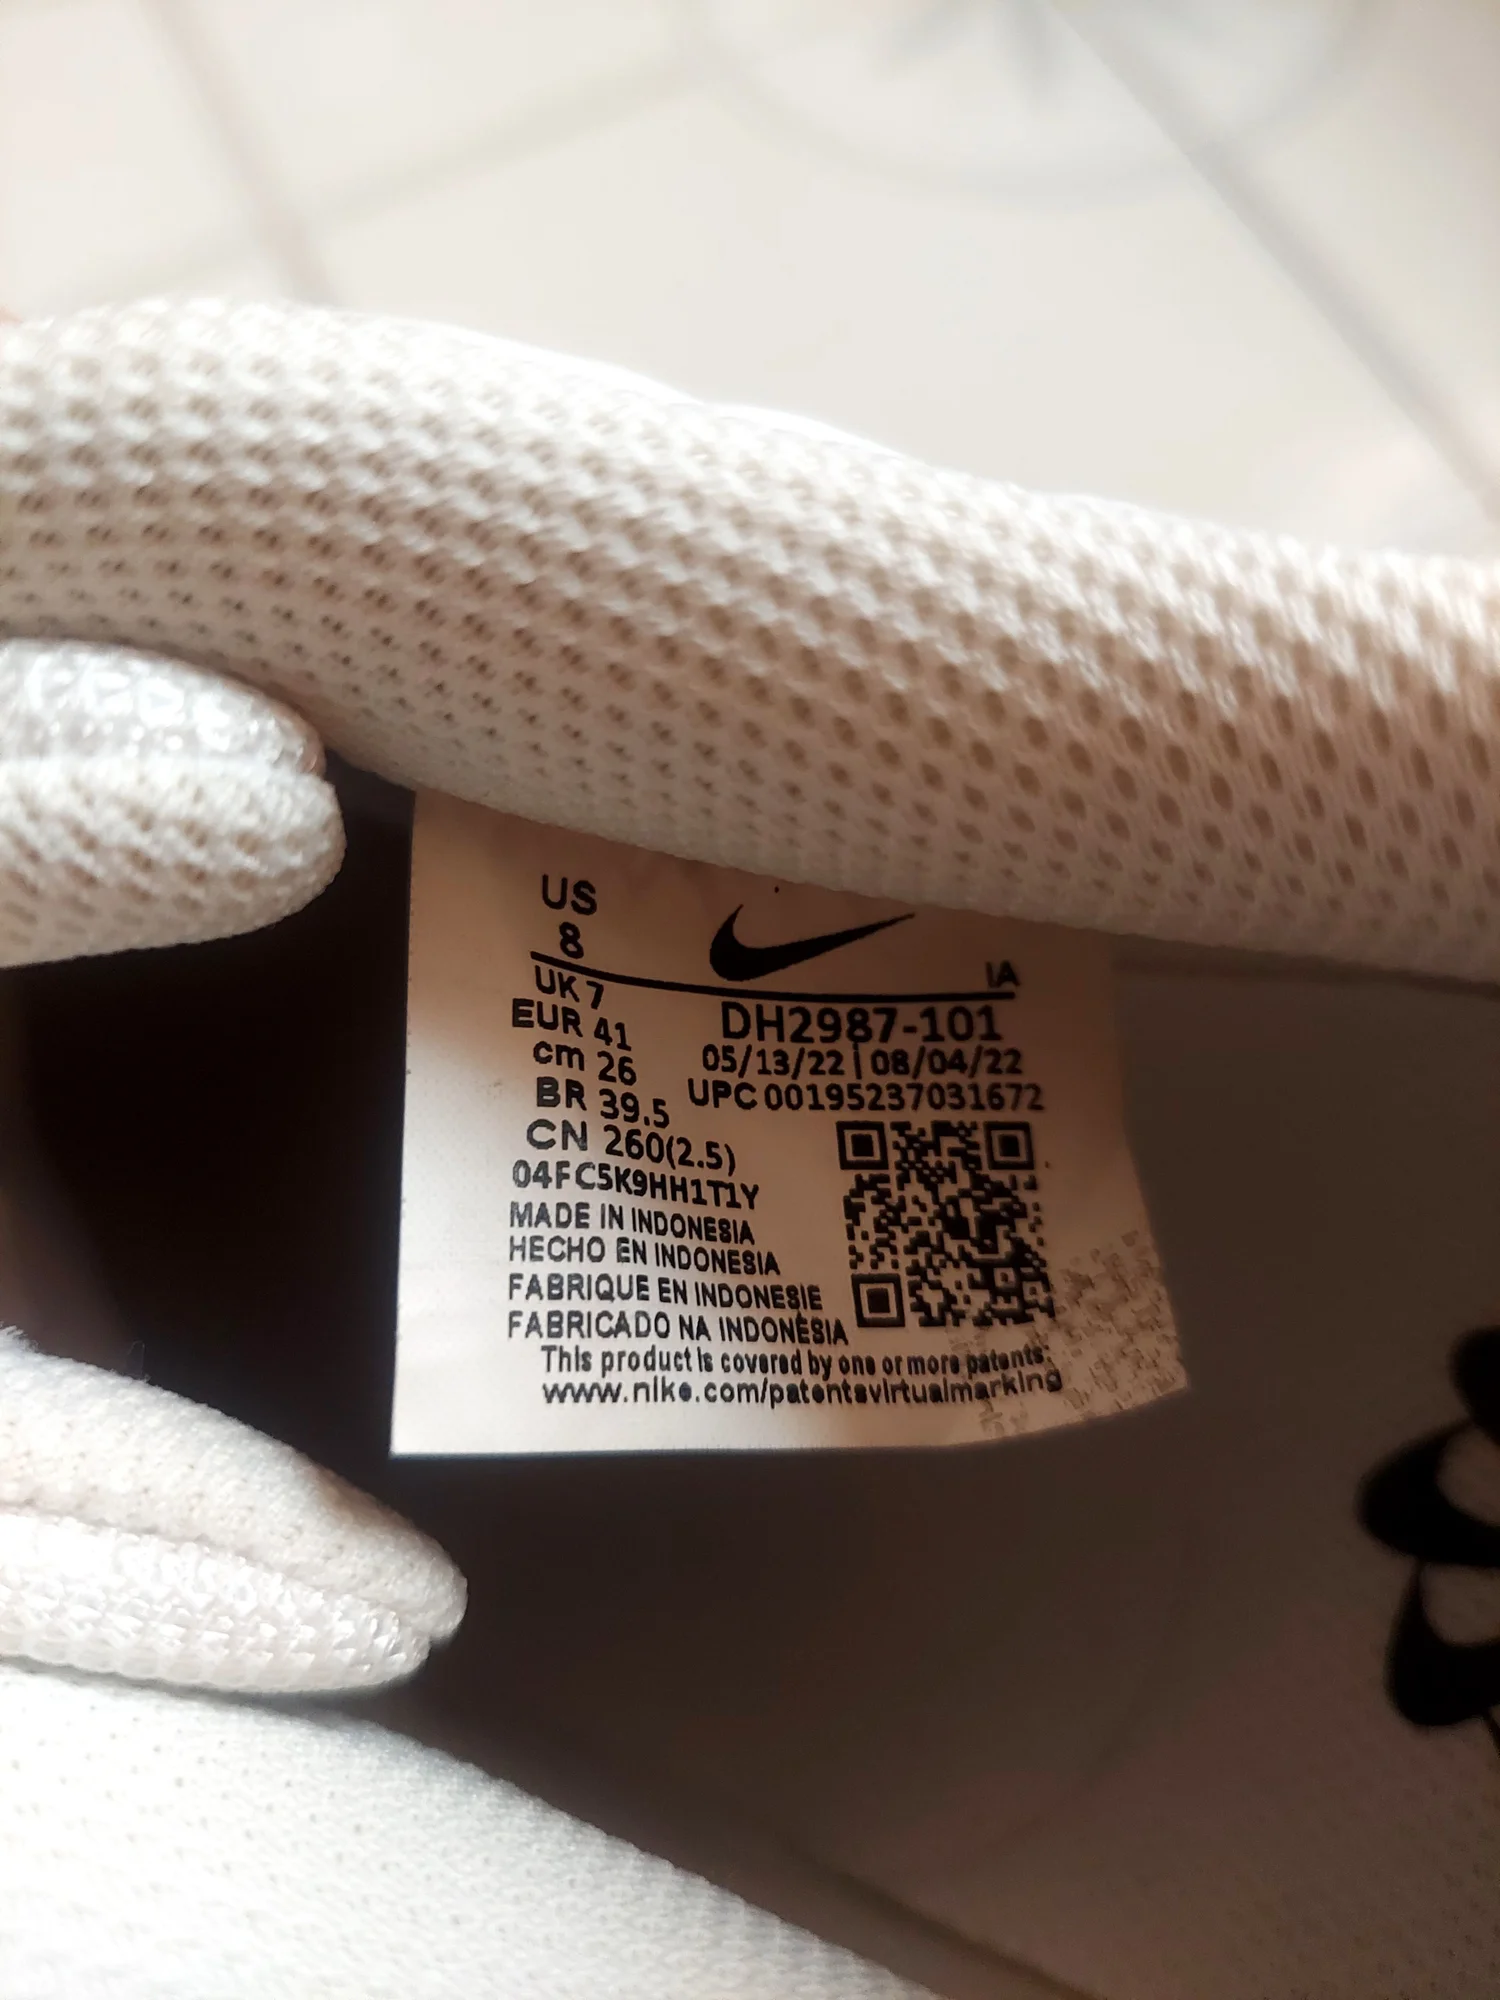 US
8
IA
UK 7
DH2987-101
EUR 41
05/13/22 | 08/04/22
cm 26
UPC 00195237031672
BR 39.5
CN 260(2.5)
04FC5K9HH1T1Y
MADE IN INDONESIA
HECHO EN INDONESIA
FABRIQUE EN INDONESIE
FABRICADO NA INDONÈSIA
This product is covered by one or more patents:
www.nike.com/patentsvirtualmarking